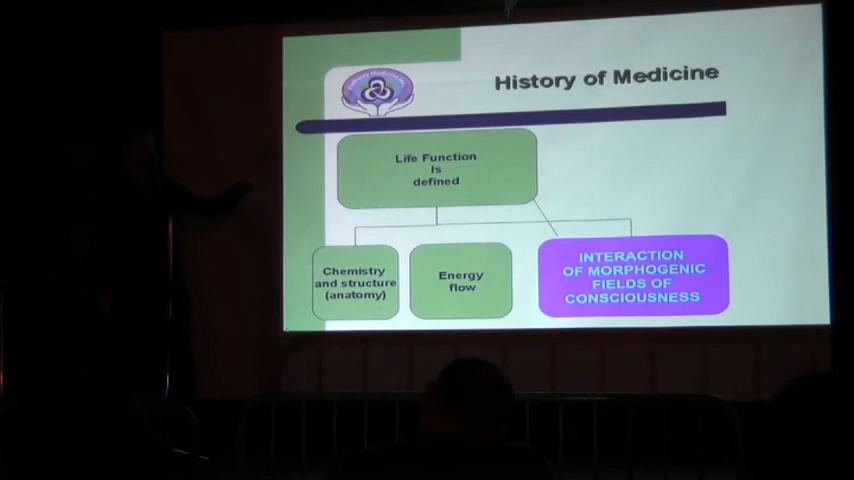 History of Medicine
Life Function
Is
defined
Chemistry
and structure
(anatomy)
Energy
flow
INTERACTION
OF MORPHOGENIC
FIELDS OF
CONSCIOUSNESS